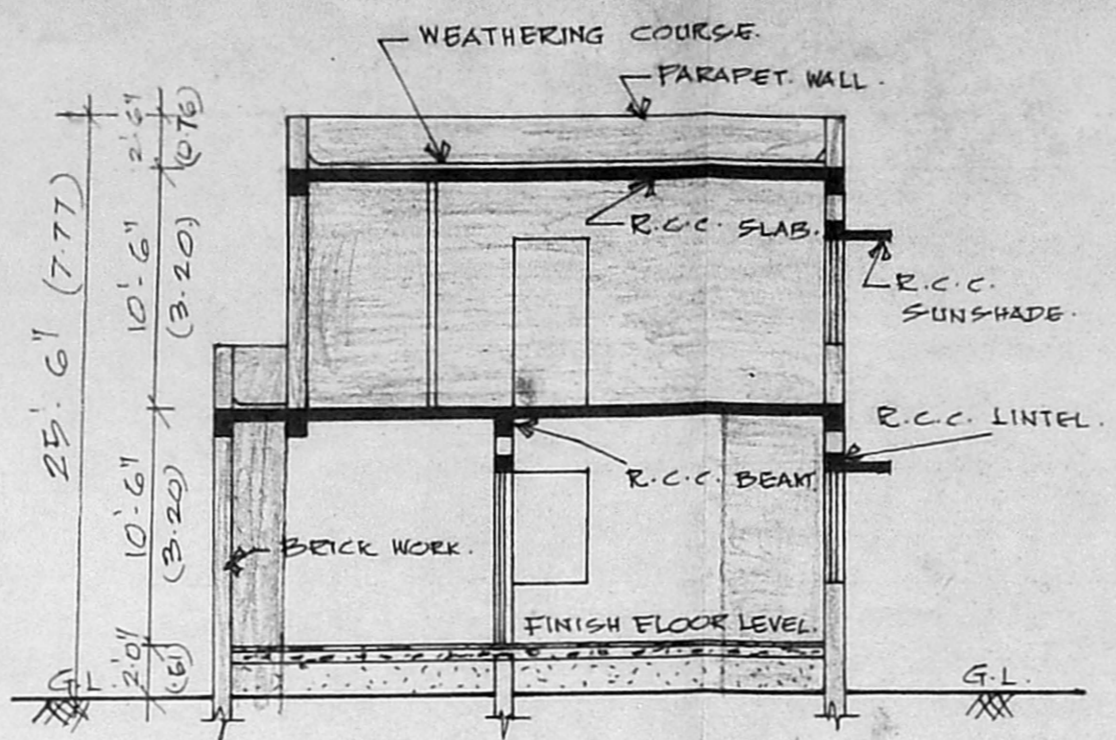 WEATHERING COURSE.
PARAPET. WALL.
2'.6"
(0.76)
R.C.C. SLAB.
10'-6"
(3.20)
25'.6" (7.77)
R.C.C.
SUNSHADE.
R.C.C. LINTEL.
R.C.C. BEAM
10'-6"
(3.20)
BRICK WORK.
FINISH FLOOR LEVEL.
2'.0"
G.L
G.L.